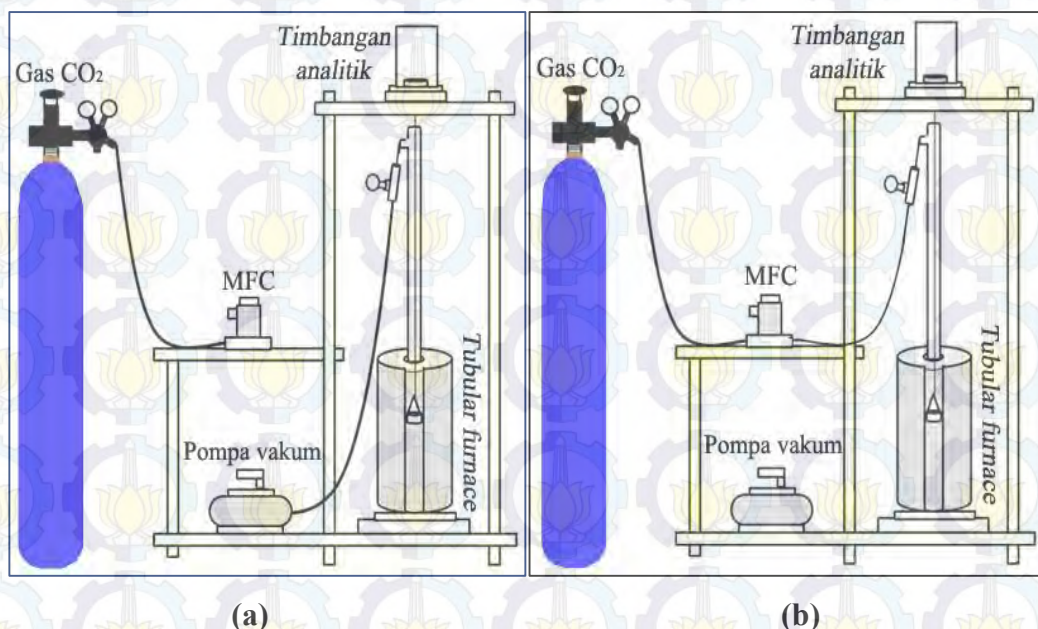 Timbangan
analitik
Gas CO₂
MFC
Tubular furnace
Pompa vakum
(a)
Timbangan
analitik
Gas CO₂
MFC
Tubular furnace
Pompa vakum
(b)